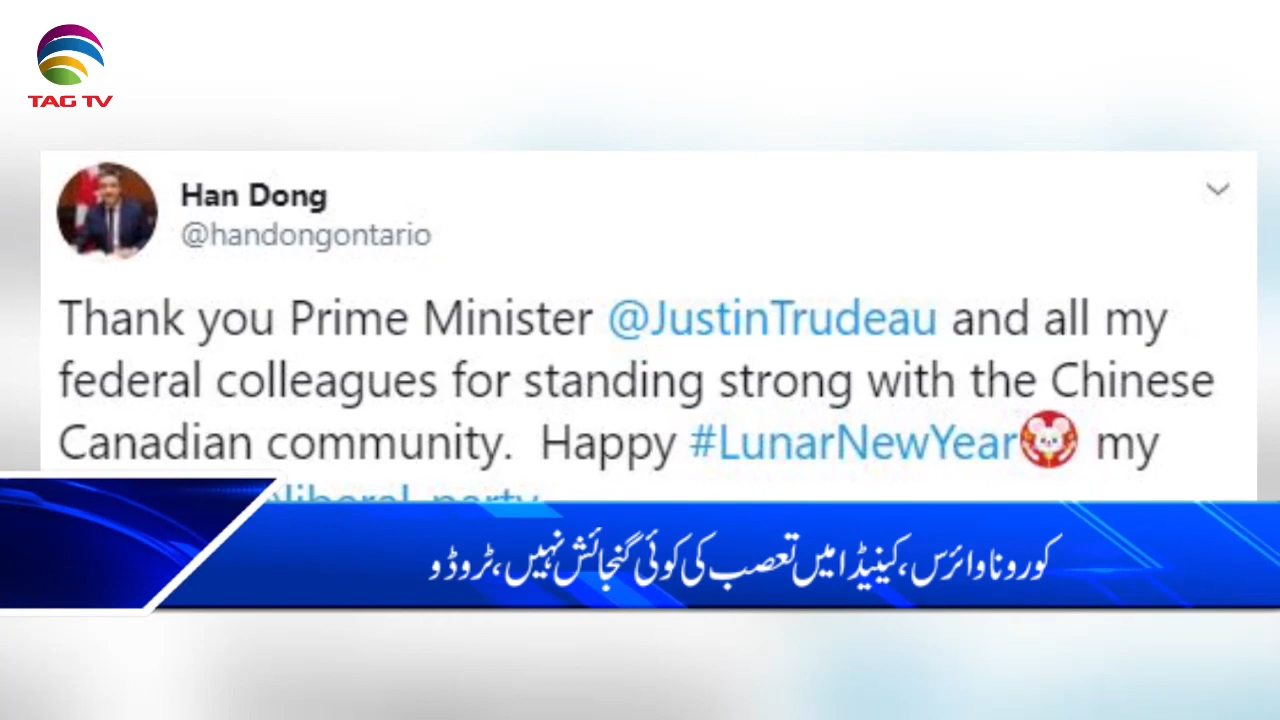 TAG TV
Han Dong
@handongontario
Thank you Prime Minister @JustinTrudeau and all my
federal colleagues for standing strong with the Chinese
Canadian community. Happy #LunarNewYear my
liberal_party
کورونا وائرس، کینیڈا میں تعصب کی کوئی گنجائش نہیں، ٹروڈو